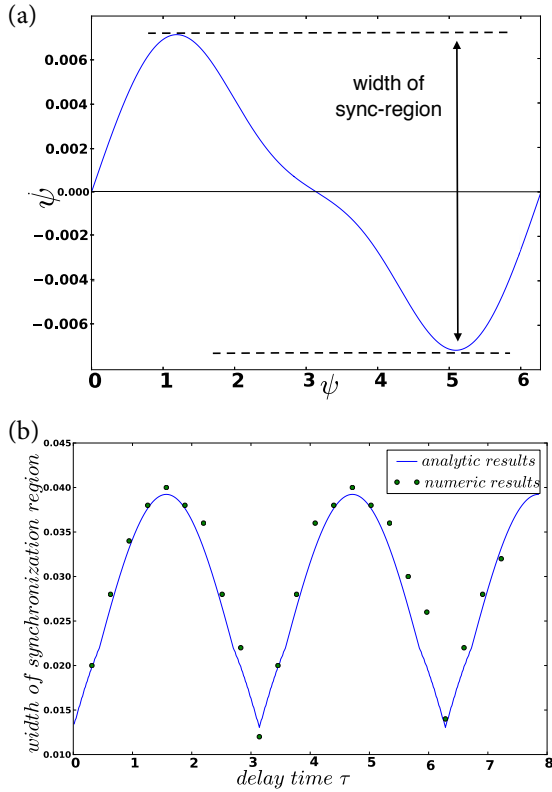 (a)
0.006
0.004
0.002
0.000
−0.002
−0.004
−0.006
ψ̇
width of
sync-region
0 1 2 3 4 5 6
ψ
(b)
0.045
0.040
0.035
0.030
0.025
0.020
0.015
0.010
width of synchronization region
analytic results
numeric results
0 1 2 3 4 5 6 7 8
delay time τ